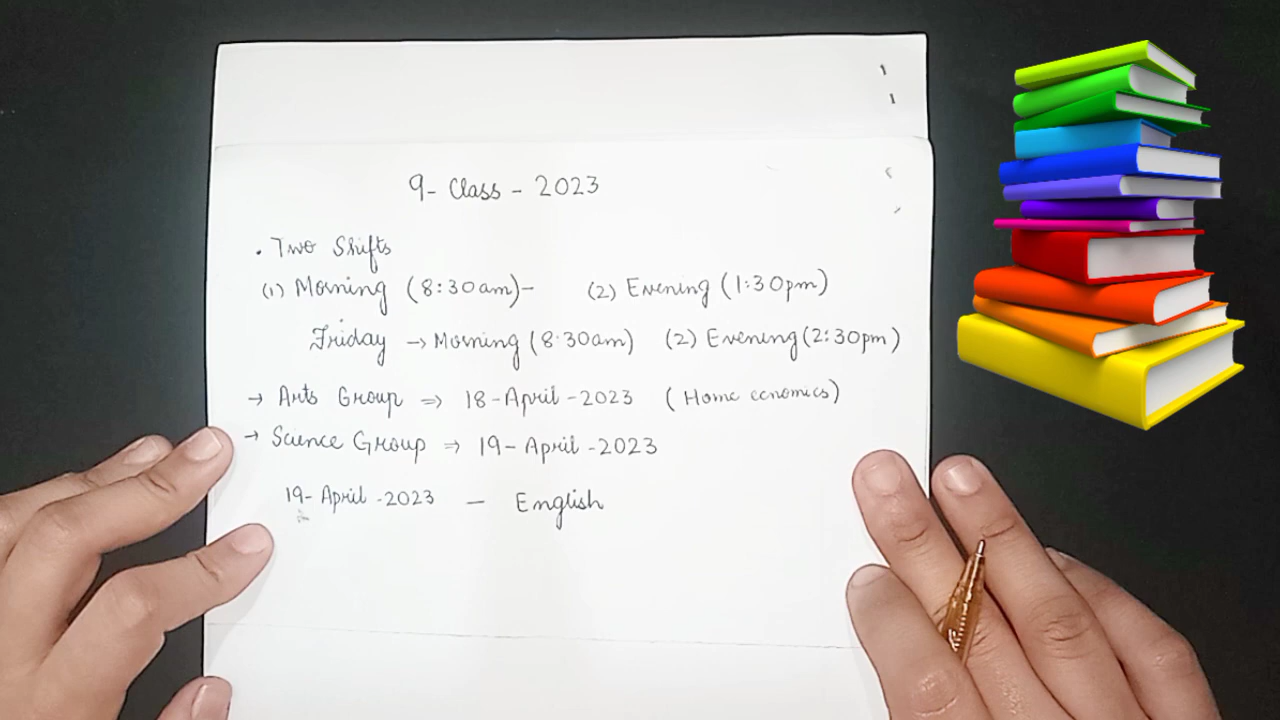 9- Class - 2023
. Two Shifts
(1) Morning (8:30am)- (2) Evening (1:30pm)
Friday → Morning (8:30am) (2) Evening (2:30pm)
→ Arts Group ⇒ 18-April-2023 (Home cenomics)
→ Science Group ⇒ 19-April-2023
19-April-2023 — English